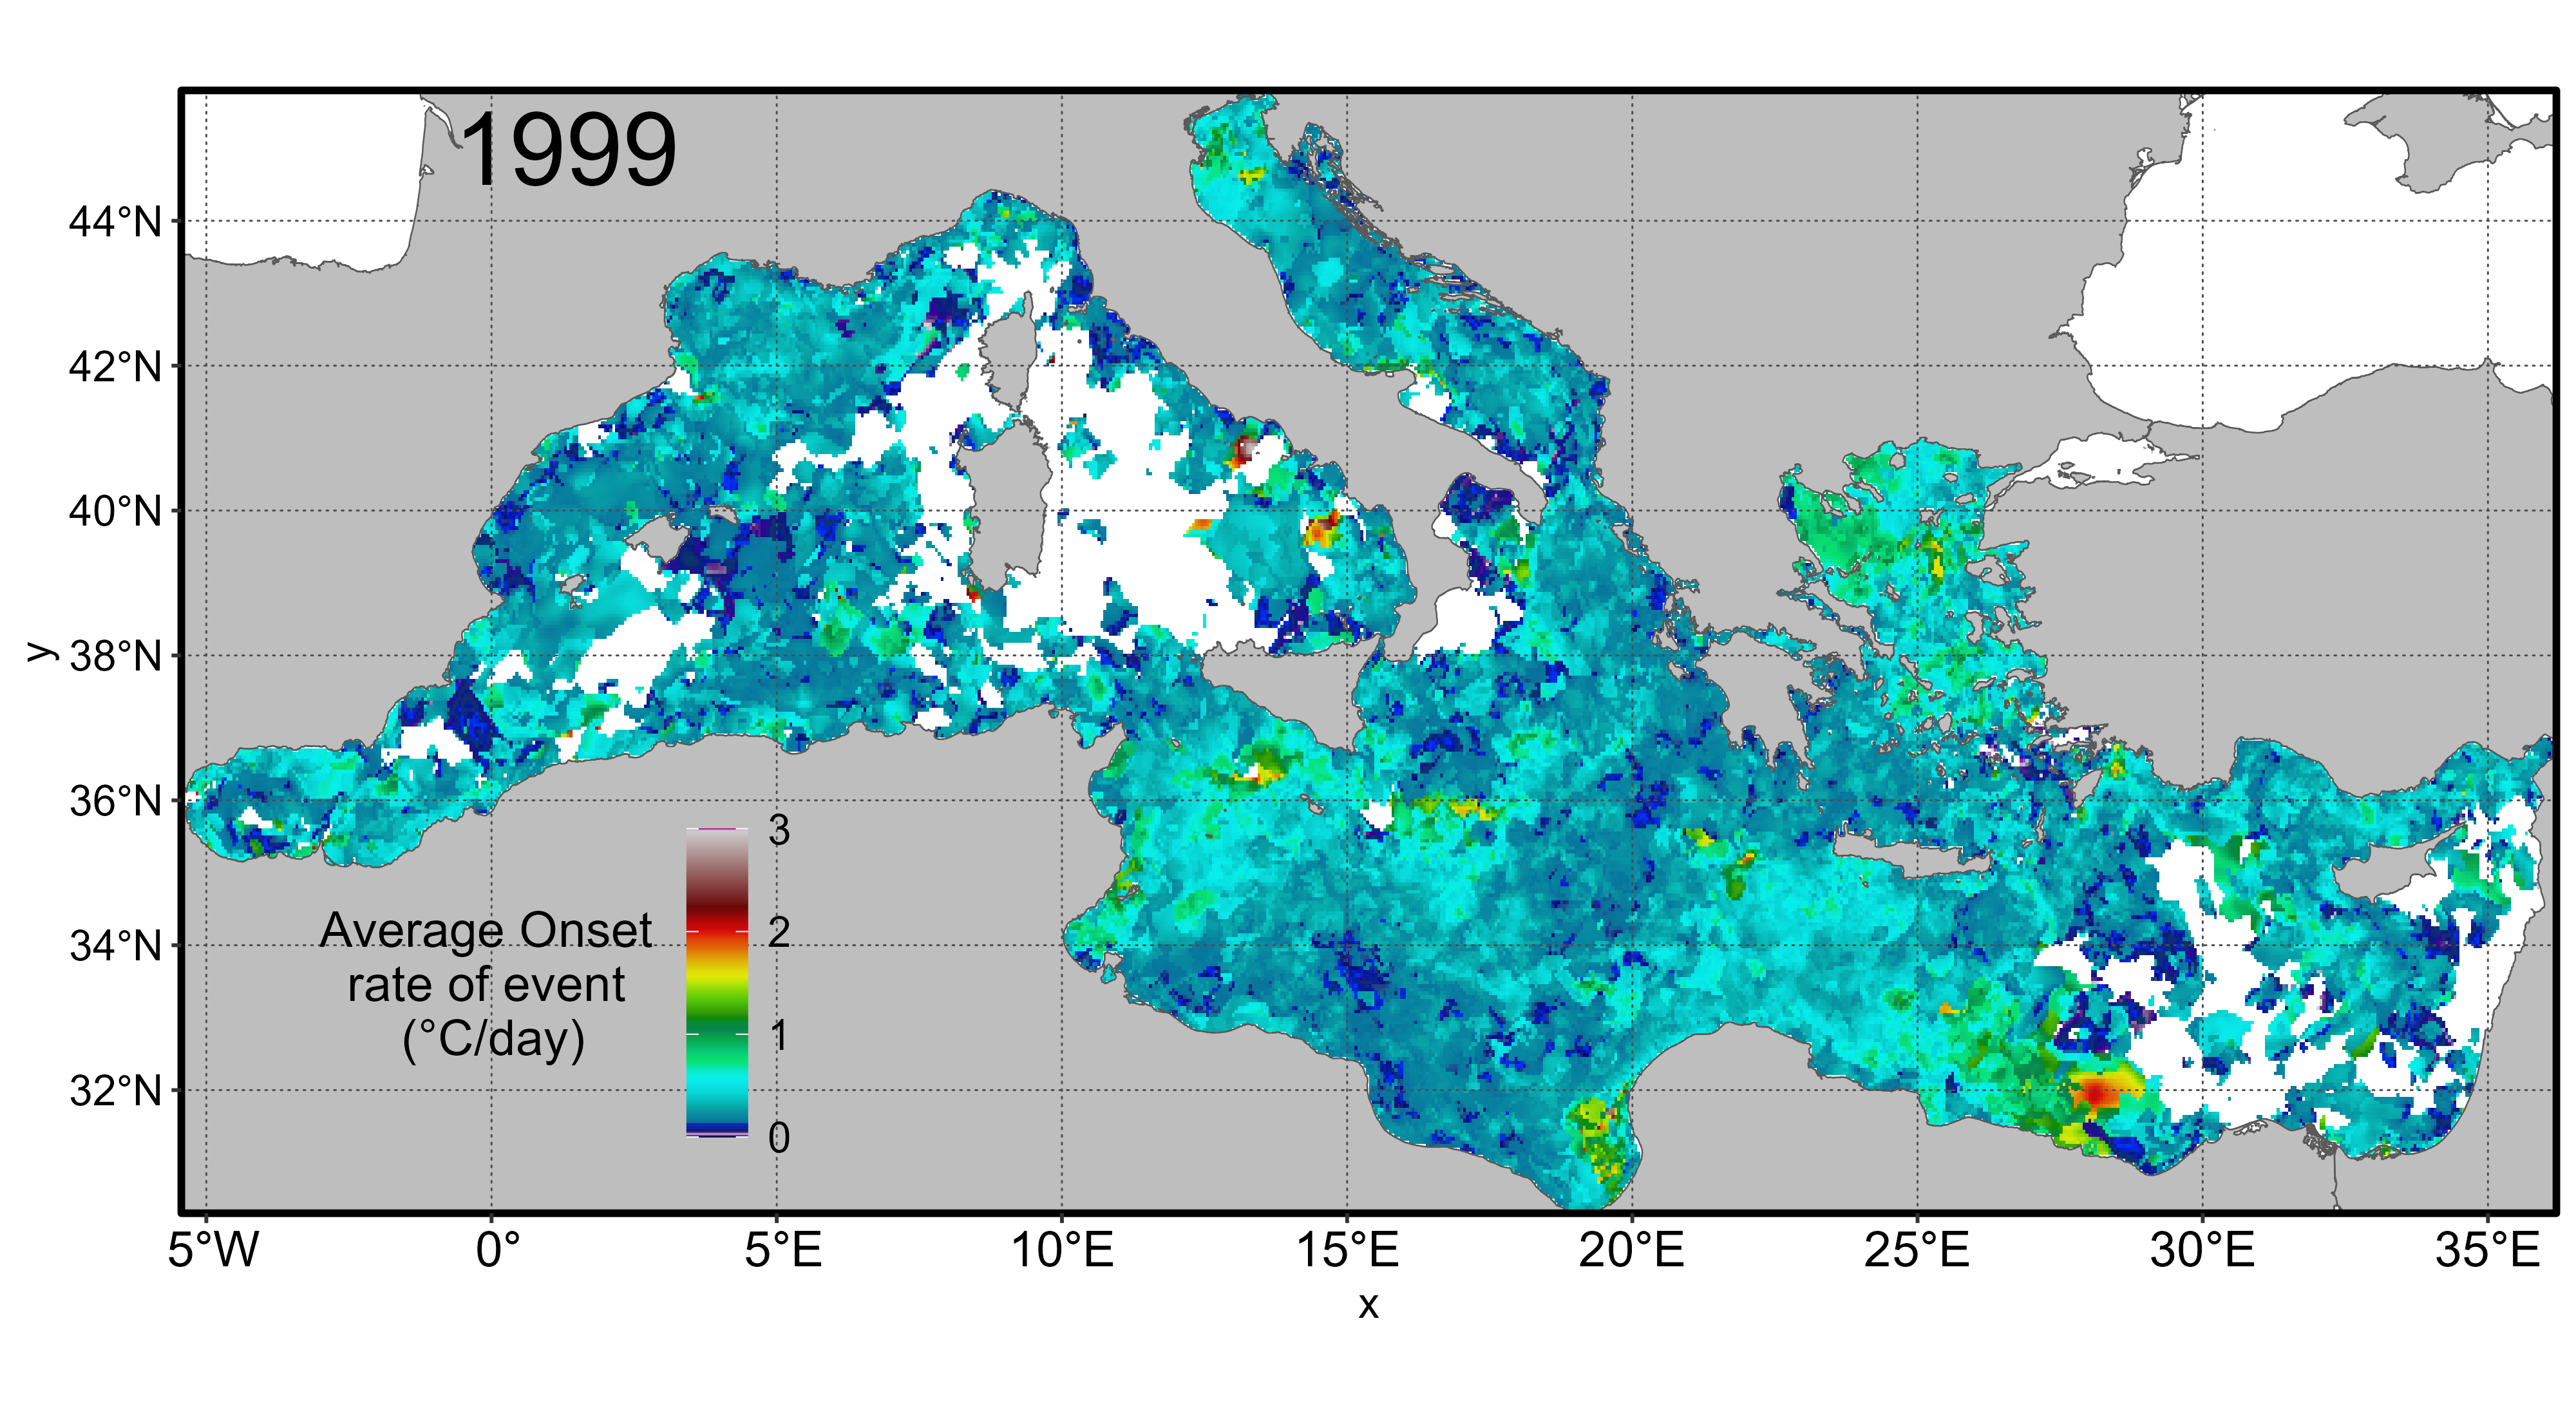 1999
44°N
42°N
40°N
38°N
36°N
34°N
32°N
y
Average Onset
rate of event
(°C/day)
3
2
1
0
5°W 0° 5°E 10°E 15°E 20°E 25°E 30°E 35°E
x